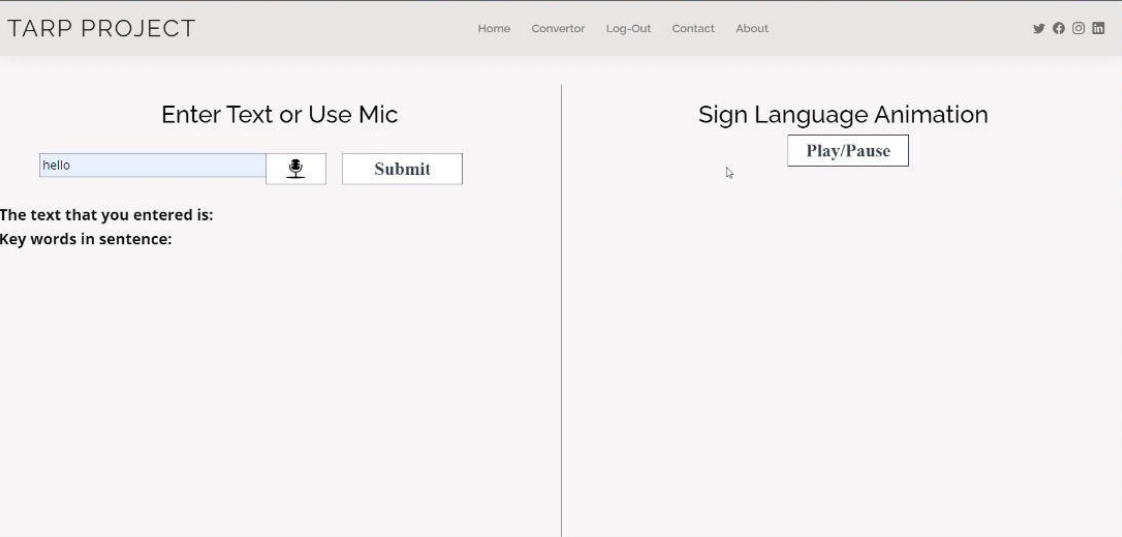 TARP PROJECT
Home Convertor Log-Out Contact About
Enter Text or Use Mic
hello
Submit
The text that you entered is:
Key words in sentence:
Sign Language Animation
Play/Pause